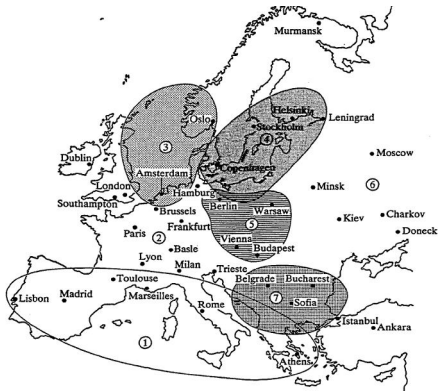 Murmansk
Oslo
Helsinki
Leningrad
Stockholm
③
④
Dublin
Moscow
Copenhagen
Amsterdam
Hamburg
London
Minsk
⑥
Southampton
Berlin
Warsaw
Brussels
⑤
Kiev
Charkov
Paris
Frankfurt
②
Vienna
Doneck
Basle
Budapest
Lyon
Milan
Trieste
Toulouse
Belgrade
Bucharest
Marseilles
⑦
Lisbon
Madrid
Rome
Sofia
Istanbul
Ankara
①
Athens